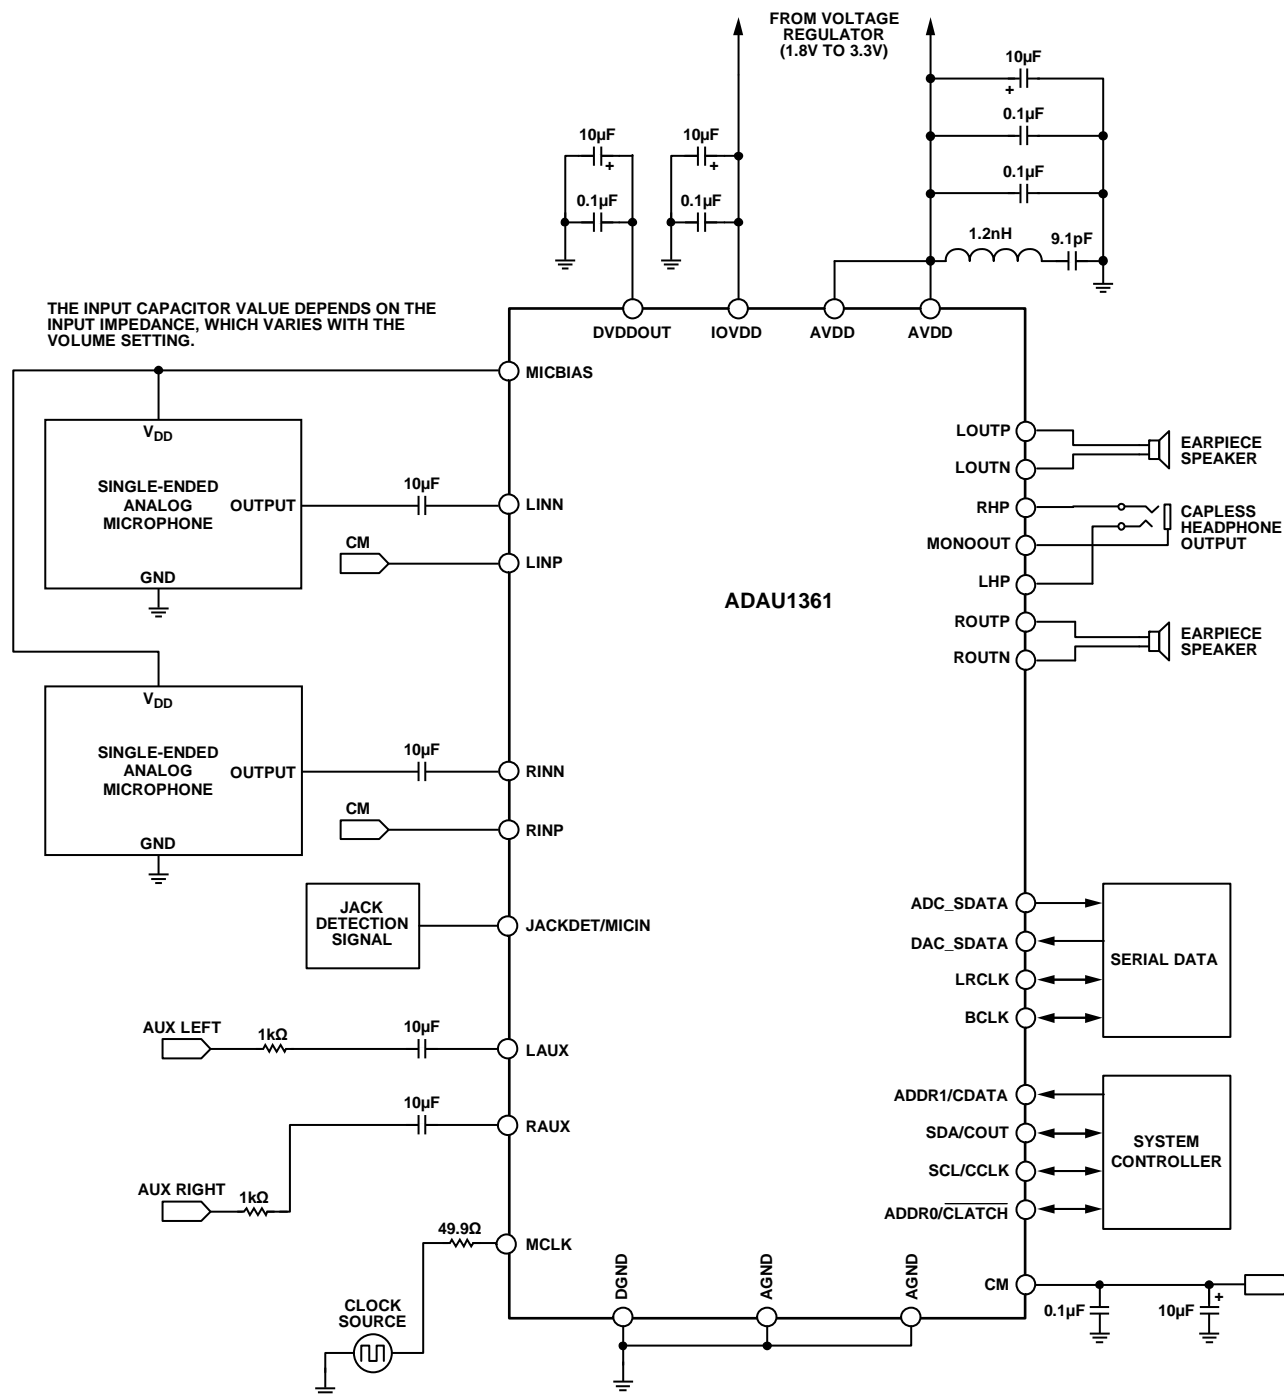 FROM VOLTAGE
REGULATOR
(1.8V TO 3.3V)
10µF
+
0.1µF
0.1µF
1.2nH
9.1pF
10µF
+
0.1µF
10µF
+
0.1µF
THE INPUT CAPACITOR VALUE DEPENDS ON THE
INPUT IMPEDANCE, WHICH VARIES WITH THE
VOLUME SETTING.
DVDDOUT
IOVDD
AVDD
AVDD
MICBIAS
VDD
SINGLE-ENDED
ANALOG
MICROPHONE
OUTPUT
GND
10µF
LINN
CM
LINP
VDD
SINGLE-ENDED
ANALOG
MICROPHONE
OUTPUT
GND
10µF
RINN
CM
RINP
JACK
DETECTION
SIGNAL
JACKDET/MICIN
AUX LEFT
1kΩ
10µF
LAUX
10µF
RAUX
AUX RIGHT
1kΩ
49.9Ω
MCLK
CLOCK
SOURCE
ADAU1361
LOUTP
LOUTN
EARPIECE
SPEAKER
RHP
MONOOUT
LHP
CAPLESS
HEADPHONE
OUTPUT
ROUTP
ROUTN
EARPIECE
SPEAKER
ADC_SDATA
DAC_SDATA
LRCLK
BCLK
SERIAL DATA
ADDR1/CDATA
SDA/COUT
SCL/CCLK
ADDR0/CLATCH
SYSTEM
CONTROLLER
DGND
AGND
AGND
CM
0.1µF
10µF
+